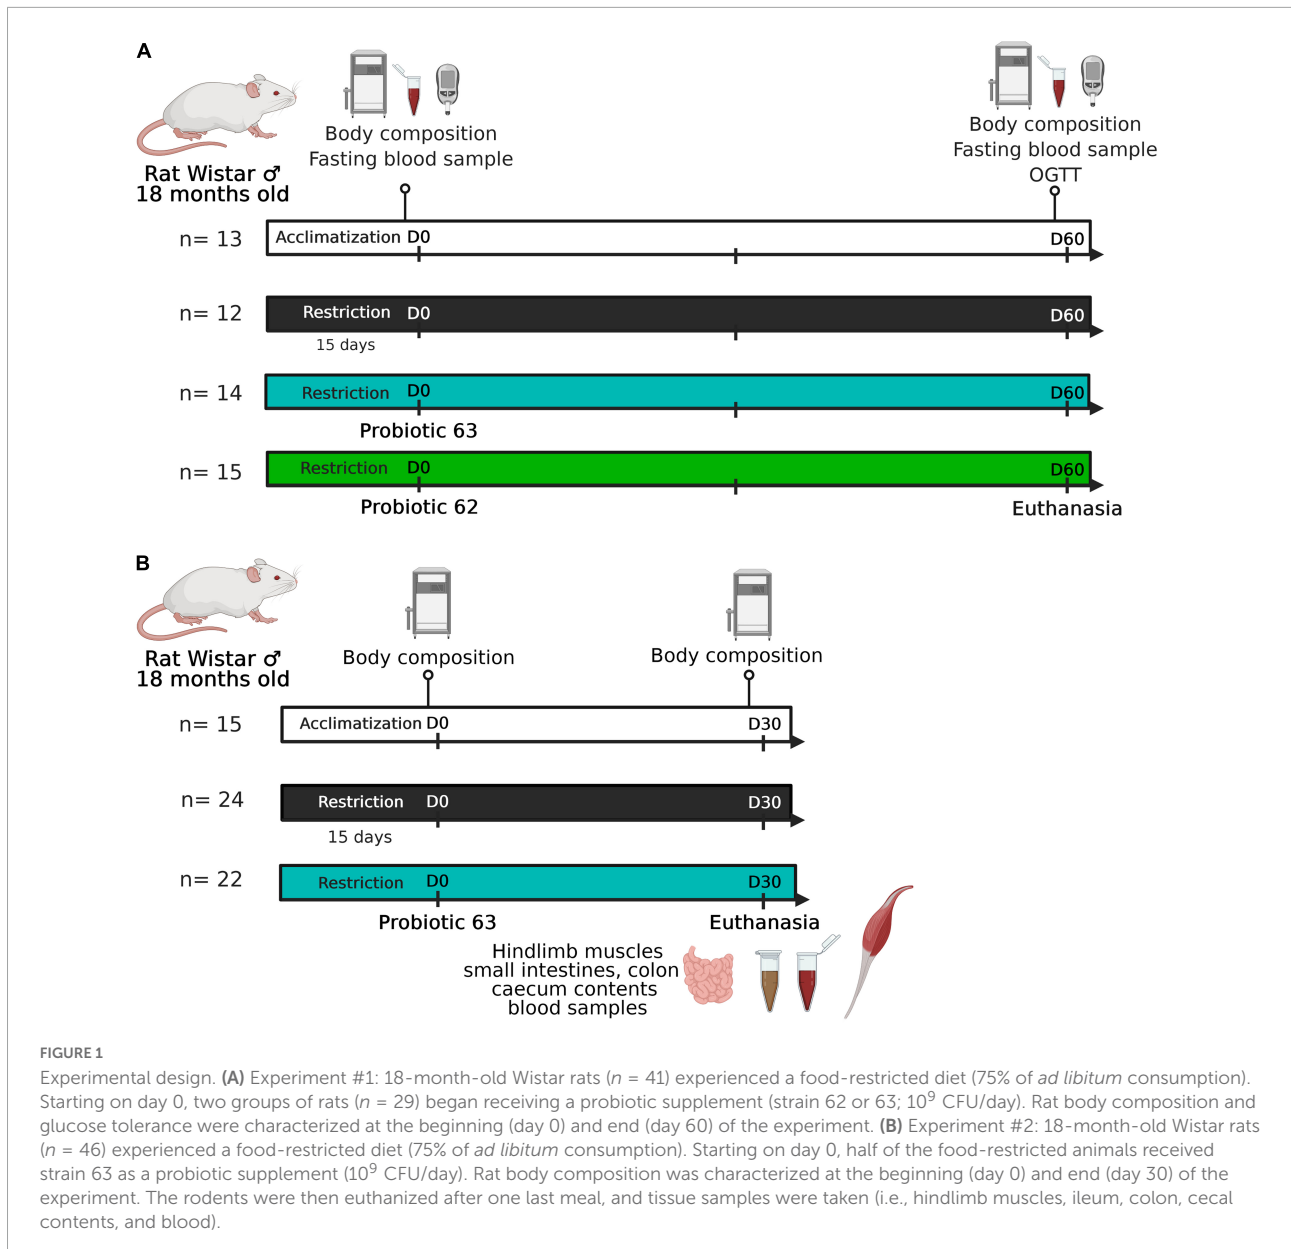 A
Body composition
Fasting blood sample
Body composition
Fasting blood sample
OGTT
Rat Wistar ♂
18 months old
n= 13
Acclimatization D0
D60
n= 12
Restriction D0
D60
15 days
n= 14
Restriction D0
D60
Probiotic 63
n= 15
Restriction D0
D60
Probiotic 62
Euthanasia
B
Rat Wistar ♂
18 months old
Body composition
Body composition
n= 15
Acclimatization D0
D30
n= 24
Restriction D0
D30
15 days
n= 22
Restriction D0
D30
Probiotic 63
Euthanasia
Hindlimb muscles
small intestines, colon
caecum contents
blood samples
FIGURE 1
Experimental design. (A) Experiment #1: 18-month-old Wistar rats (n = 41) experienced a food-restricted diet (75% of ad libitum consumption).
Starting on day 0, two groups of rats (n = 29) began receiving a probiotic supplement (strain 62 or 63; 10⁹ CFU/day). Rat body composition and
glucose tolerance were characterized at the beginning (day 0) and end (day 60) of the experiment. (B) Experiment #2: 18-month-old Wistar rats
(n = 46) experienced a food-restricted diet (75% of ad libitum consumption). Starting on day 0, half of the food-restricted animals received
strain 63 as a probiotic supplement (10⁹ CFU/day). Rat body composition was characterized at the beginning (day 0) and end (day 30) of the
experiment. The rodents were then euthanized after one last meal, and tissue samples were taken (i.e., hindlimb muscles, ileum, colon, cecal
contents, and blood).